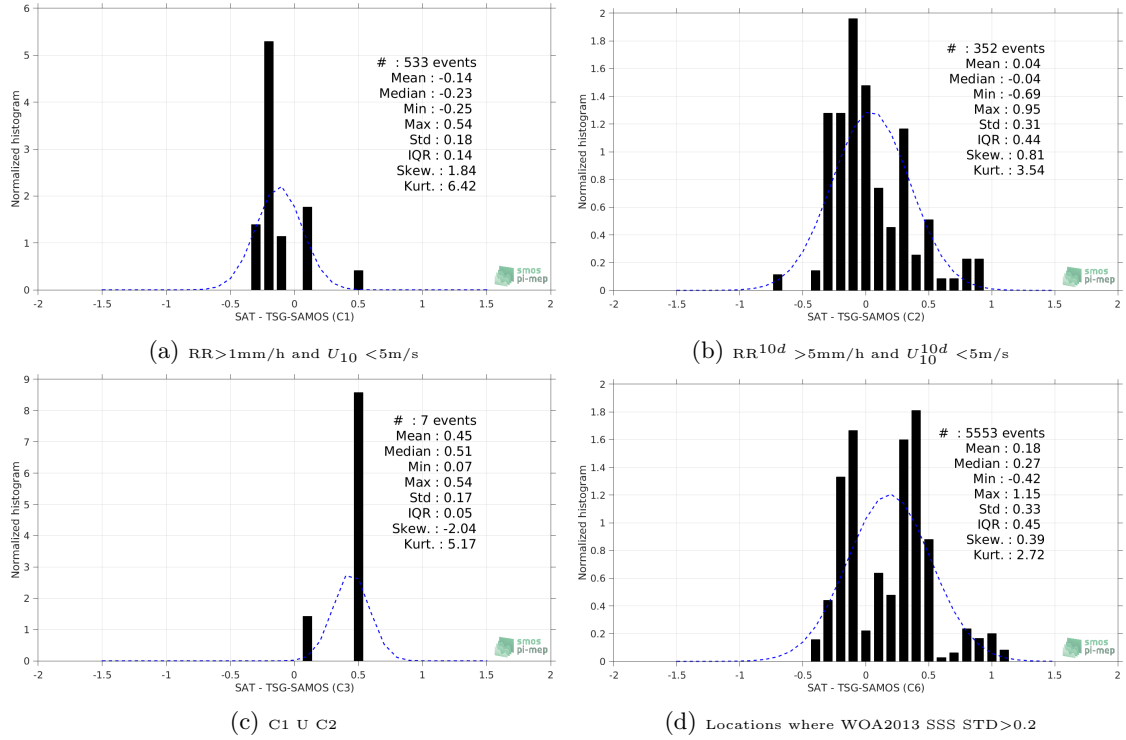 6
5
4
3
2
1
0
Normalized histogram
-2
-1.5
-1
-0.5
0
0.5
1
1.5
2
SAT - TSG-SAMOS (C1)
# : 533 events
Mean : -0.14
Median : -0.23
Min : -0.25
Max : 0.54
Std : 0.18
IQR : 0.14
Skew. : 1.84
Kurt. : 6.42
smos
pi-mep
(a) RR>1mm/h and U10 <5m/s
2
1.8
1.6
1.4
1.2
1
0.8
0.6
0.4
0.2
0
Normalized histogram
-2
-1.5
-1
-0.5
0
0.5
1
1.5
2
SAT - TSG-SAMOS (C2)
# : 352 events
Mean : 0.04
Median : -0.04
Min : -0.69
Max : 0.95
Std : 0.31
IQR : 0.44
Skew. : 0.81
Kurt. : 3.54
smos
pi-mep
(b) RR10d >5mm/h and U10d10 <5m/s
9
8
7
6
5
4
3
2
1
0
Normalized histogram
-2
-1.5
-1
-0.5
0
0.5
1
1.5
2
SAT - TSG-SAMOS (C3)
# : 7 events
Mean : 0.45
Median : 0.51
Min : 0.07
Max : 0.54
Std : 0.17
IQR : 0.05
Skew. : -2.04
Kurt. : 5.17
smos
pi-mep
(c) C1 U C2
2
1.8
1.6
1.4
1.2
1
0.8
0.6
0.4
0.2
0
Normalized histogram
-2
-1.5
-1
-0.5
0
0.5
1
1.5
2
SAT - TSG-SAMOS (C6)
# : 5553 events
Mean : 0.18
Median : 0.27
Min : -0.42
Max : 1.15
Std : 0.33
IQR : 0.45
Skew. : 0.39
Kurt. : 2.72
smos
pi-mep
(d) Locations where WOA2013 SSS STD>0.2